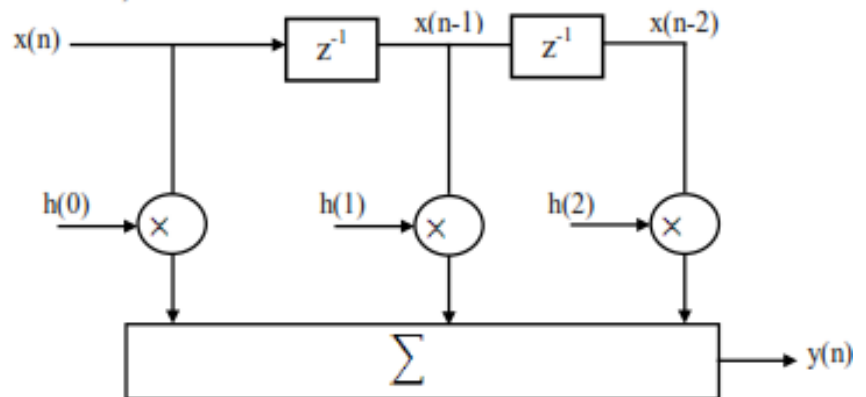 x(n) z⁻¹ x(n-1) z⁻¹ x(n-2)
h(0) × h(1) × h(2) ×
∑ y(n)